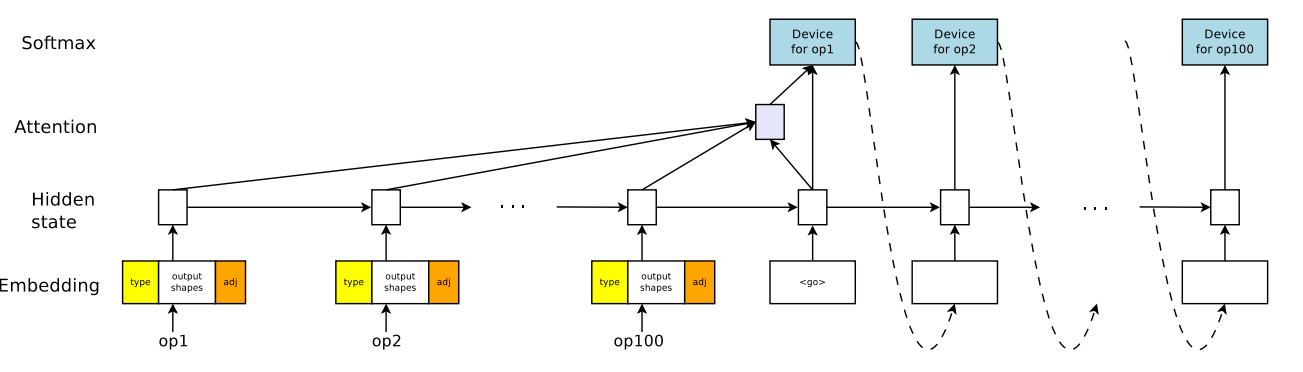 Softmax
Device
for op1
Device
for op2
Device
for op100
Attention
Hidden
state
. . .
. . .
Embedding
type
output
shapes
adj
type
output
shapes
adj
type
output
shapes
adj
<go>
op1
op2
op100